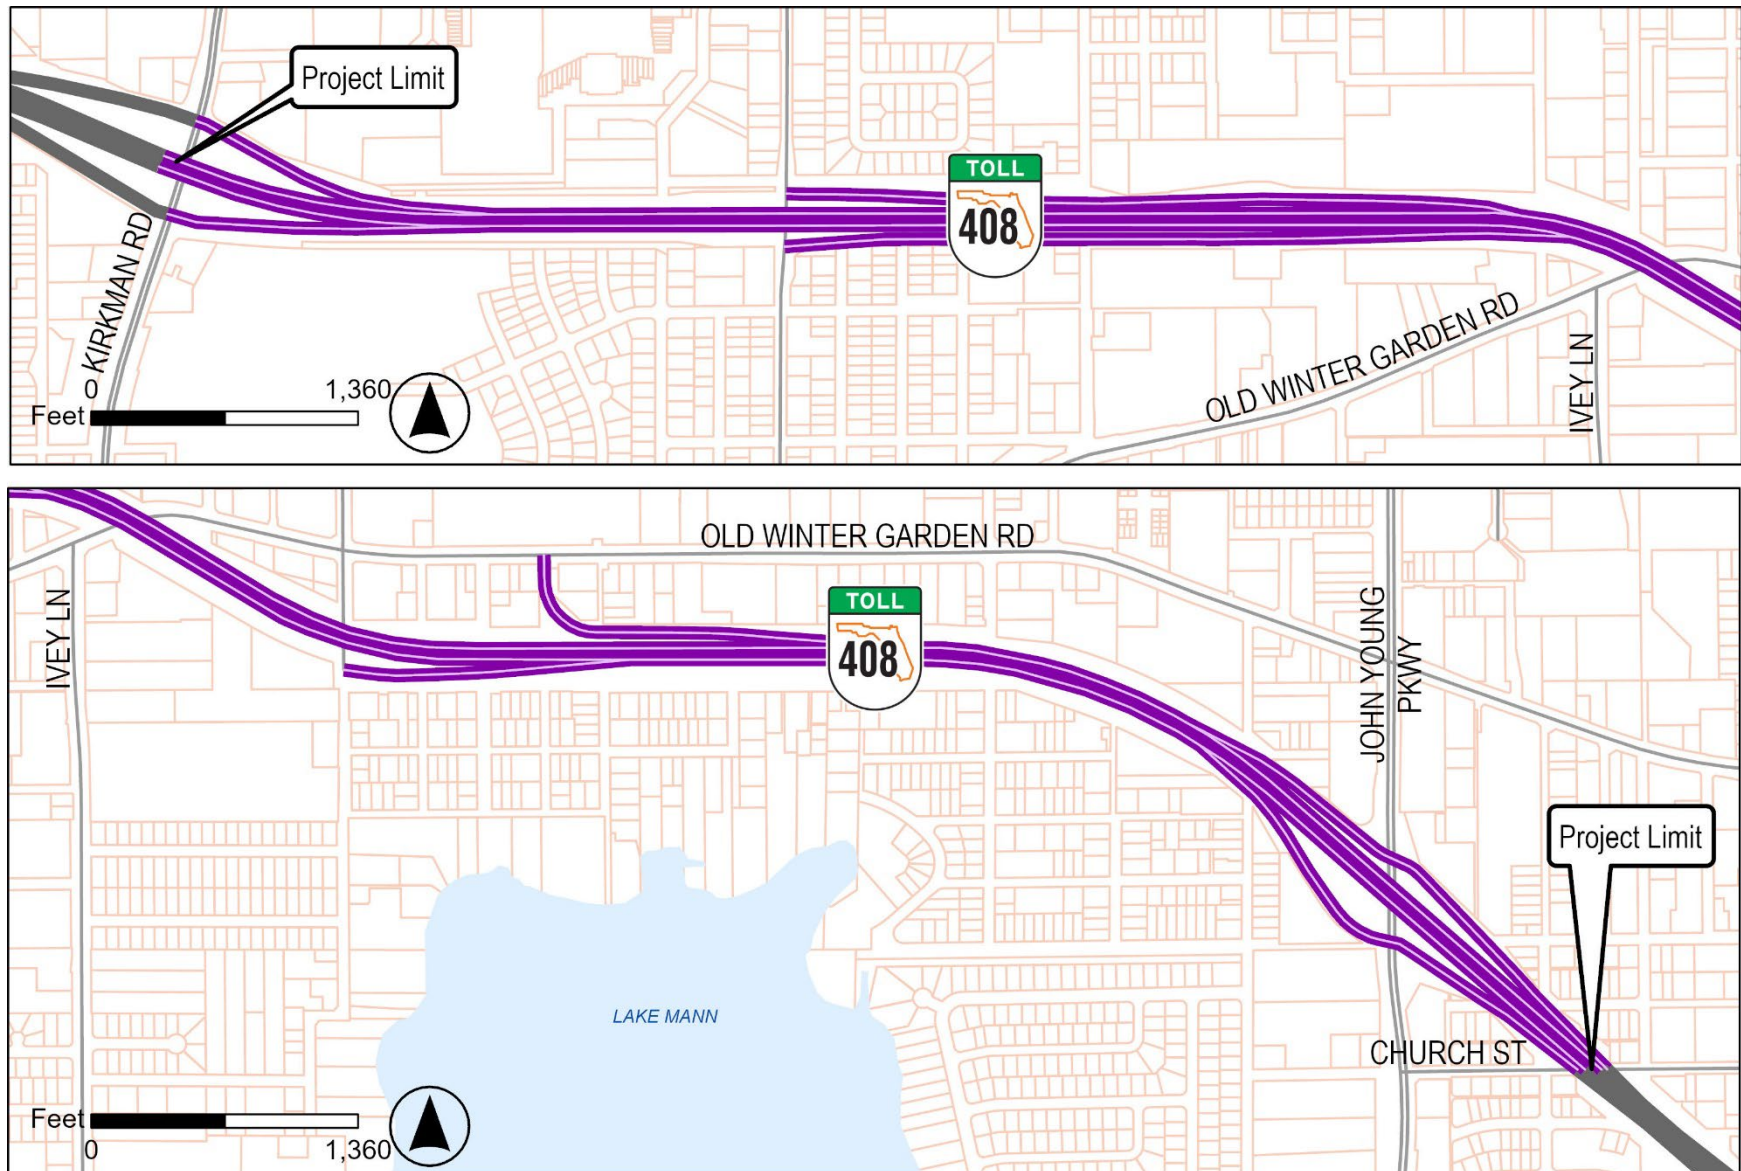 Project Limit
TOLL
408
KIRKMAN RD
OLD WINTER GARDEN RD
IVEY LN
0 1,360
Feet
OLD WINTER GARDEN RD
TOLL
408
IVEY LN
JOHN YOUNG
PKWY
Project Limit
LAKE MANN
CHURCH ST
Feet
0 1,360